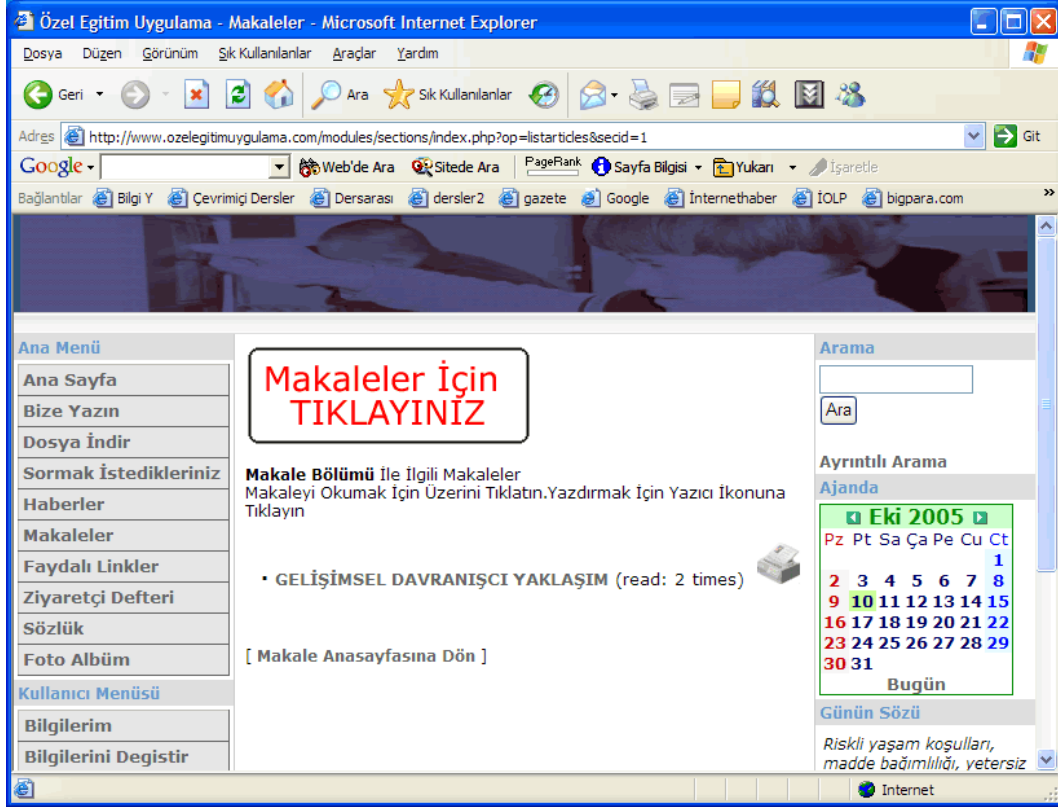 Özel Egitim Uygulama - Makaleler - Microsoft Internet Explorer
Dosya Düzen Görünüm Sık Kullanılanlar Araçlar Yardım
Geri Ara Sık Kullanılanlar
Adres http://www.ozelegitimuygulama.com/modules/sections/index.php?op=listarticles&secid=1 Git
Google Web'de Ara Sitede Ara PageRank Sayfa Bilgisi Yukarı İşaretle
Bağlantılar Bilgi Y Çevrimiçi Dersler Dersarası dersler2 gazete Google İnternethaber İOLP bigpara.com »
Ana Menü
Ana Sayfa
Bize Yazın
Dosya İndir
Sormak İstedikleriniz
Haberler
Makaleler
Faydalı Linkler
Ziyaretçi Defteri
Sözlük
Foto Albüm
Kullanıcı Menüsü
Bilgilerim
Bilgilerini Degistir
Makaleler İçin
TIKLAYINIZ
Makale Bölümü İle İlgili Makaleler
Makaleyi Okumak İçin Üzerini Tıklatın.Yazdırmak İçin Yazıcı İkonuna
Tıklayın
· GELİŞİMSEL DAVRANIŞCI YAKLAŞIM (read: 2 times)
[ Makale Anasayfasına Dön ]
Arama
Ara
Ayrıntılı Arama
Ajanda
Eki 2005
Pz Pt Sa Ça Pe Cu Ct
1
2 3 4 5 6 7 8
9 10 11 12 13 14 15
16 17 18 19 20 21 22
23 24 25 26 27 28 29
30 31
Bugün
Günün Sözü
Riskli yaşam koşulları,
madde bağımlılığı, yetersiz
Internet